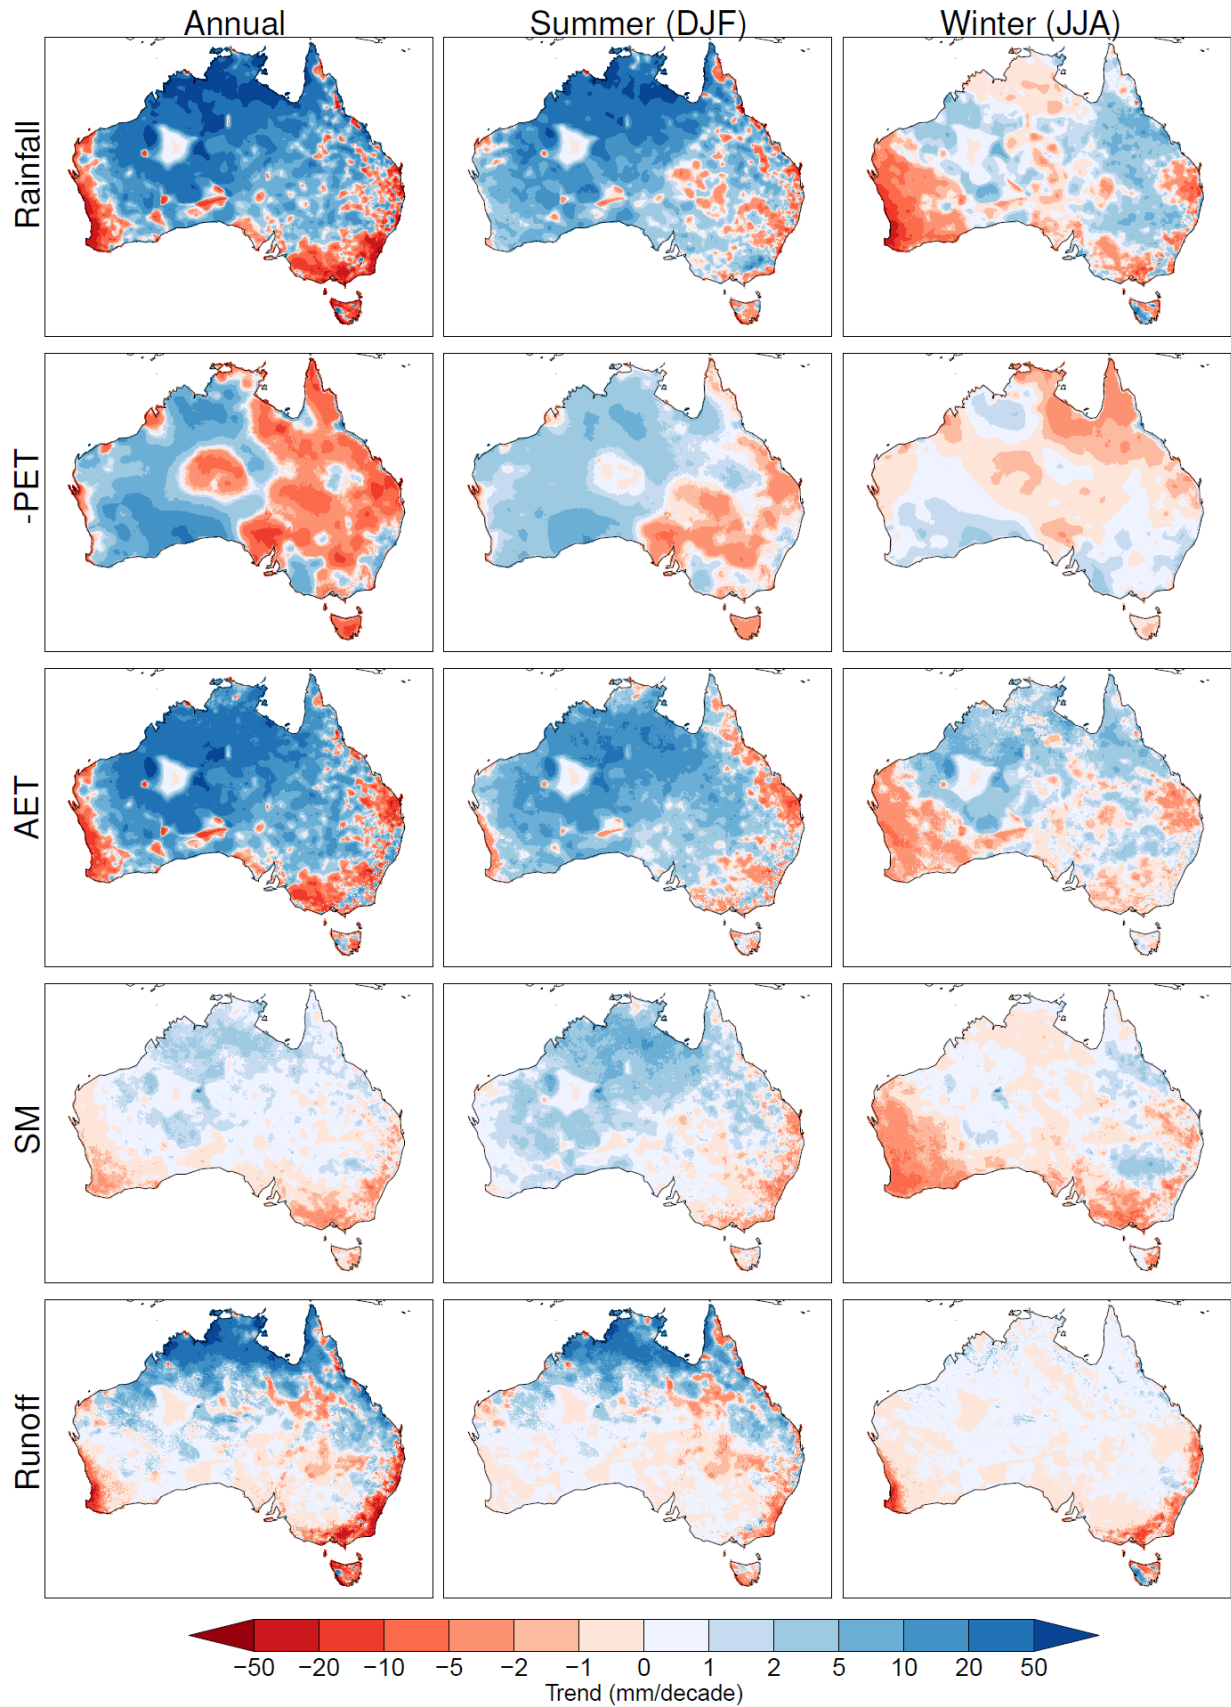 Annual Summer (DJF) Winter (JJA)
Rainfall
-PET
AET
SM
Runoff
−50 −20 −10 −5 −2 −1 0 1 2 5 10 20 50
Trend (mm/decade)